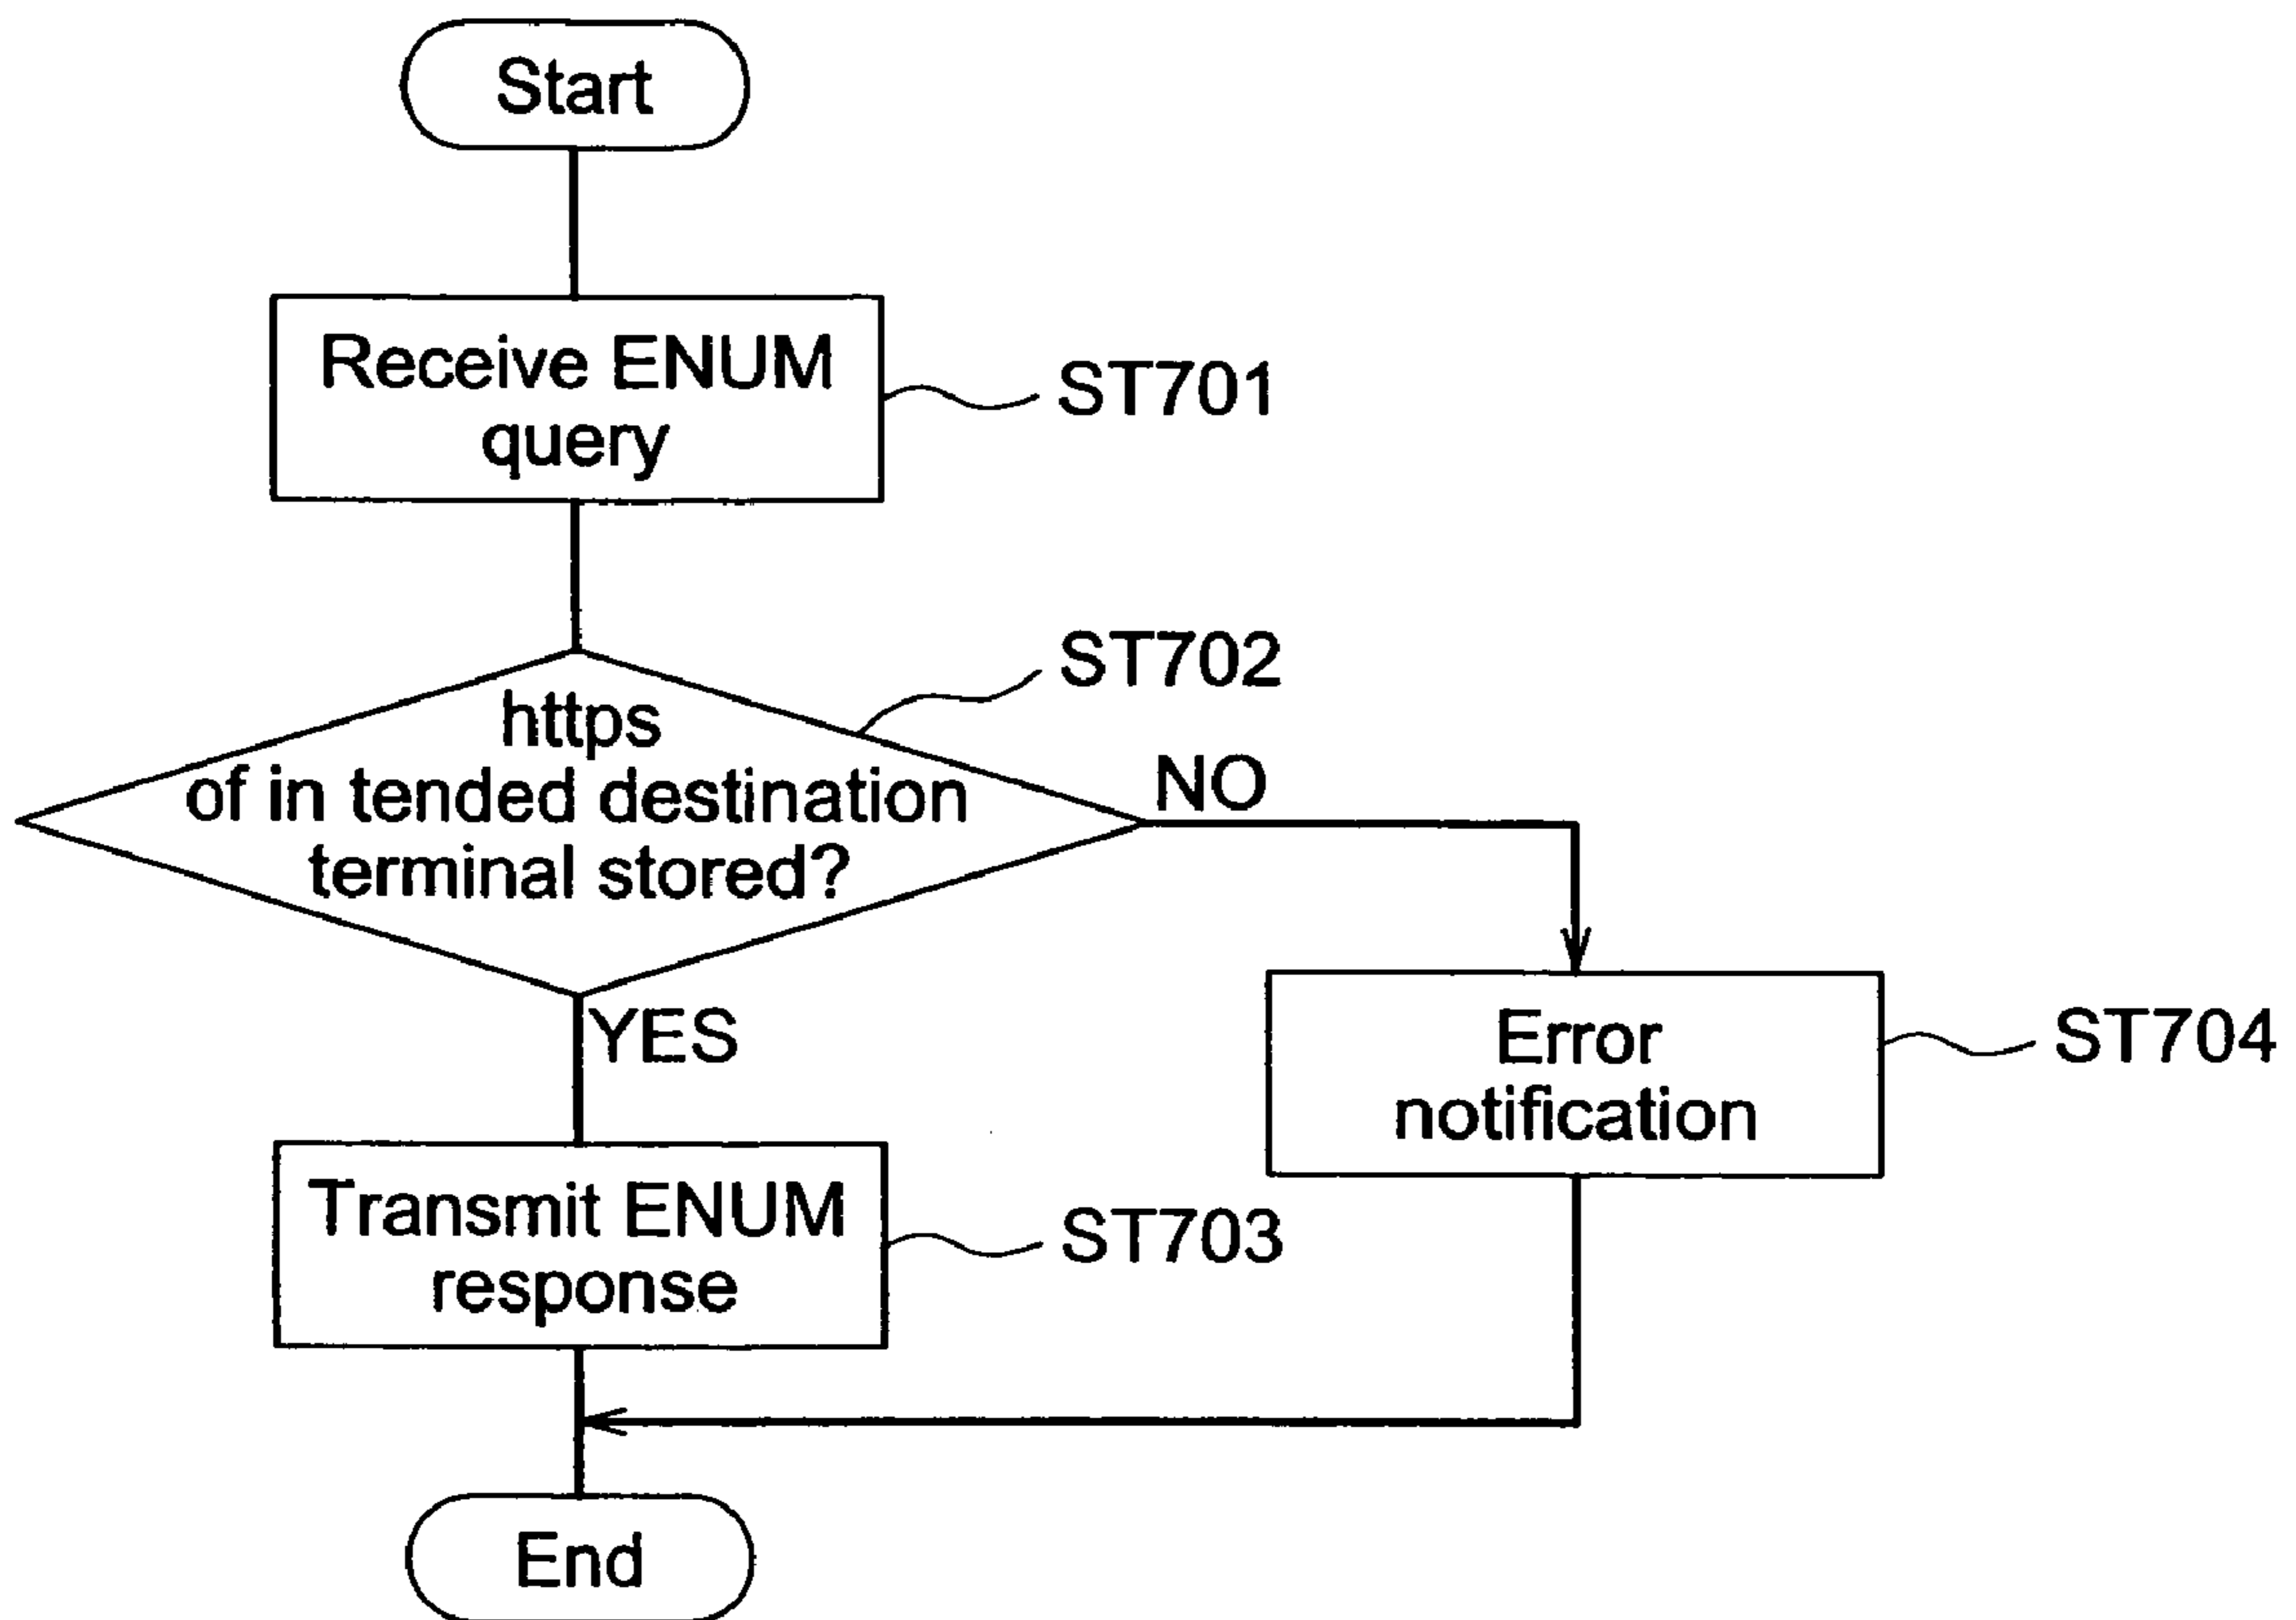 Start
Receive ENUM
query
ST701
ST702
https
of in tended destination
terminal stored?
NO
YES
Error
notification
ST704
Transmit ENUM
response
ST703
End